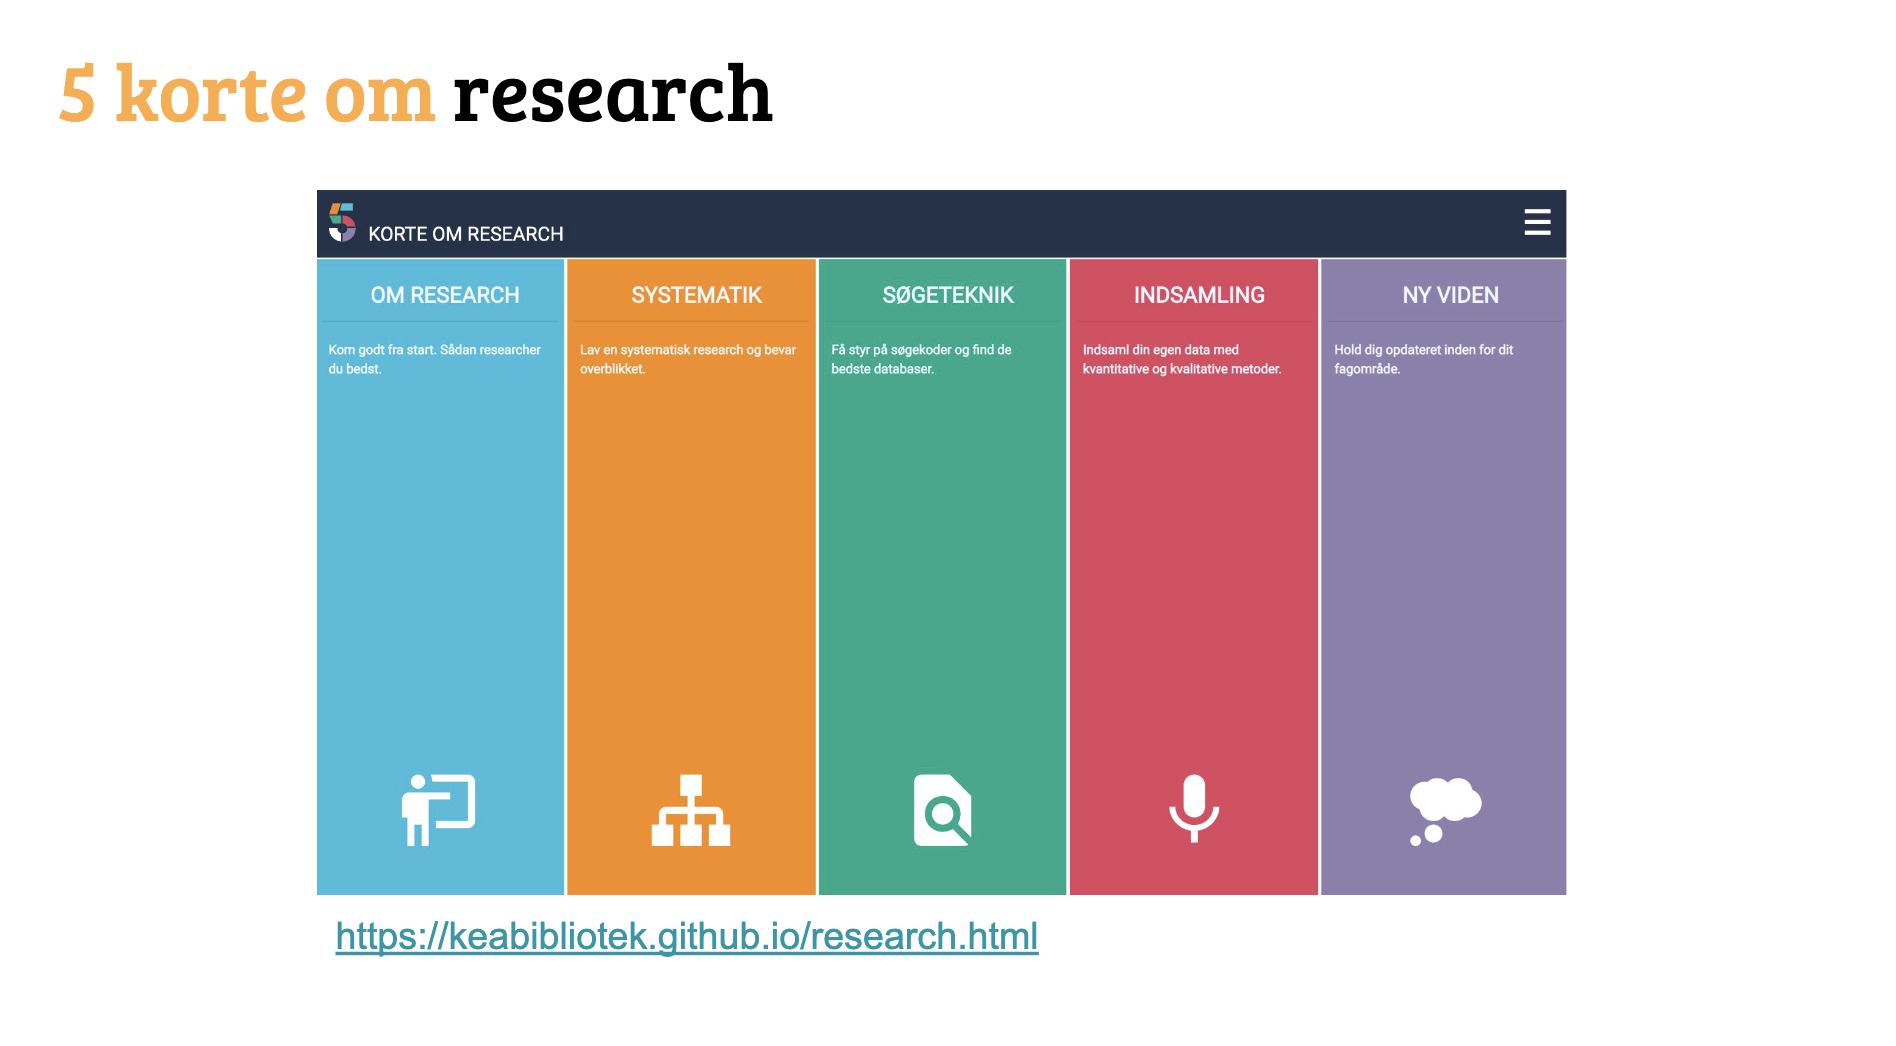 5 korte om research
5 KORTE OM RESEARCH
OM RESEARCH
Kom godt fra start. Sådan researcher
du bedst.
SYSTEMATIK
Lav en systematisk research og bevar
overblikket.
SØGETEKNIK
Få styr på søgekoder og find de
bedste databaser.
INDSAMLING
Indsaml din egen data med
kvantitative og kvalitative metoder.
NY VIDEN
Hold dig opdateret inden for dit
fagområde.
https://keabibliotek.github.io/research.html